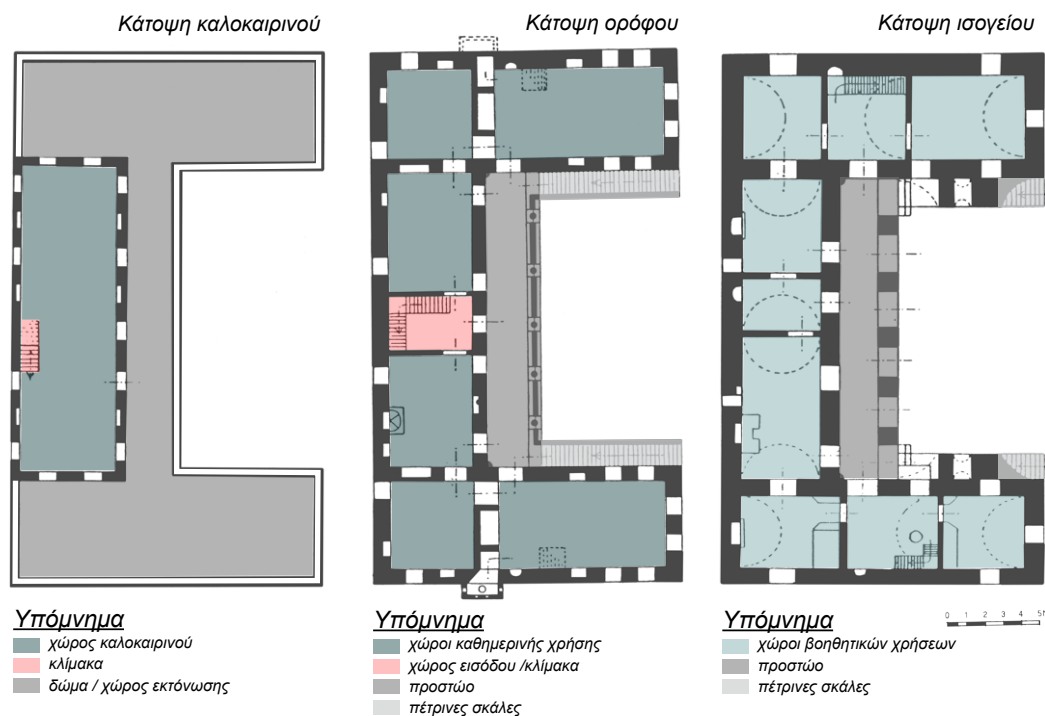 Κάτοψη καλοκαιρινού
Κάτοψη ορόφου
Κάτοψη ισογείου
Υπόμνημα
χώρος καλοκαιρινού
κλίμακα
δώμα / χώρος εκτόνωσης
Υπόμνημα
χώροι καθημερινής χρήσης
χώρος εισόδου /κλίμακα
προστώο
πέτρινες σκάλες
Υπόμνημα
χώροι βοηθητικών χρήσεων
προστώο
πέτρινες σκάλες
0 1 2 3 4 5